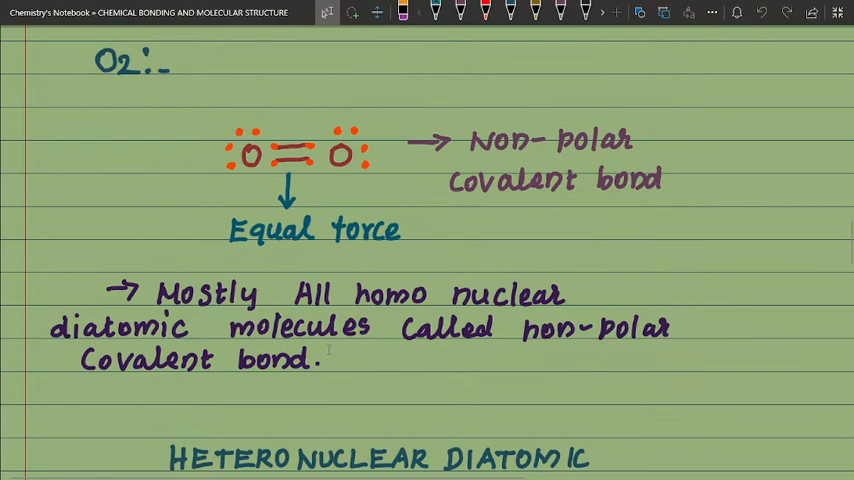 Chemistry's Notebook » CHEMICAL BONDING AND MOLECULAR STRUCTURE
O2:-
O = O → Non-polar
Covalent bond
Equal force
→ Mostly All homo nuclear
diatomic molecules Called non-polar
Covalent bond.
HETERONUCLEAR DIATOMIC